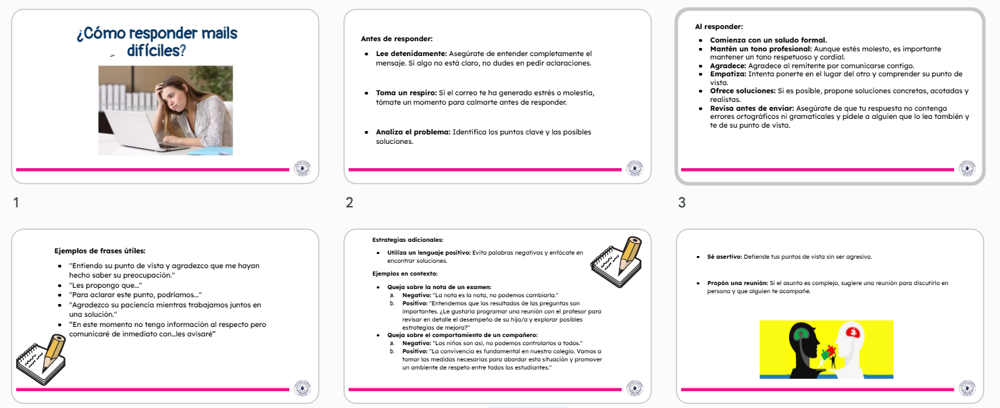 ¿Cómo responder mails
difíciles?
1
Antes de responder:
● Lee detenidamente: Asegúrate de entender completamente el
mensaje. Si algo no está claro, no dudes en pedir aclaraciones.
● Toma un respiro: Si el correo te ha generado estrés o molestia,
tómate un momento para calmarte antes de responder.
● Analiza el problema: Identifica los puntos clave y las posibles
soluciones.
2
Al responder:
● Comienza con un saludo formal.
● Mantén un tono profesional: Aunque estés molesto, es importante
mantener un tono respetuoso y cordial.
● Agradece: Agradece al remitente por comunicarse contigo.
● Empatiza: Intenta ponerte en el lugar del otro y comprender su punto de
vista.
● Ofrece soluciones: Si es posible, propone soluciones concretas, acotadas y
realistas.
● Revisa antes de enviar: Asegúrate de que tu respuesta no contenga
errores ortográficos ni gramaticales y pídele a alguien que lo lea también y
te de su punto de vista.
3
Ejemplos de frases útiles:
● "Entiendo su punto de vista y agradezco que me hayan
hecho saber su preocupación."
● "Les propongo que..."
● "Para aclarar este punto, podríamos..."
● "Agradezco su paciencia mientras trabajamos juntos en
una solución."
● “En este momento no tengo información al respecto pero
comunicaré de inmediato con…les avisaré”
Estrategias adicionales:
● Utiliza un lenguaje positivo: Evita palabras negativas y enfócate en
encontrar soluciones.
Ejemplos en contexto:
● Queja sobre la nota de un examen:
a. Negativo: "La nota es la nota, no podemos cambiarla."
b. Positivo: "Entendemos que los resultados de las preguntas son
importantes. ¿Le gustaría programar una reunión con el profesor para
revisar en detalle el desempeño de su hijo/a y explorar posibles
estrategias de mejora?"
● Queja sobre el comportamiento de un compañero:
a. Negativo: "Los niños son así, no podemos controlarlos a todos."
b. Positivo: "La convivencia es fundamental en nuestro colegio. Vamos a
tomar las medidas necesarias para abordar esta situación y promover
un ambiente de respeto entre todos los estudiantes."
● Sé asertivo: Defiende tus puntos de vista sin ser agresivo.
● Propón una reunión: Si el asunto es complejo, sugiere una reunión para discutirlo en
persona y que alguien te acompañe.